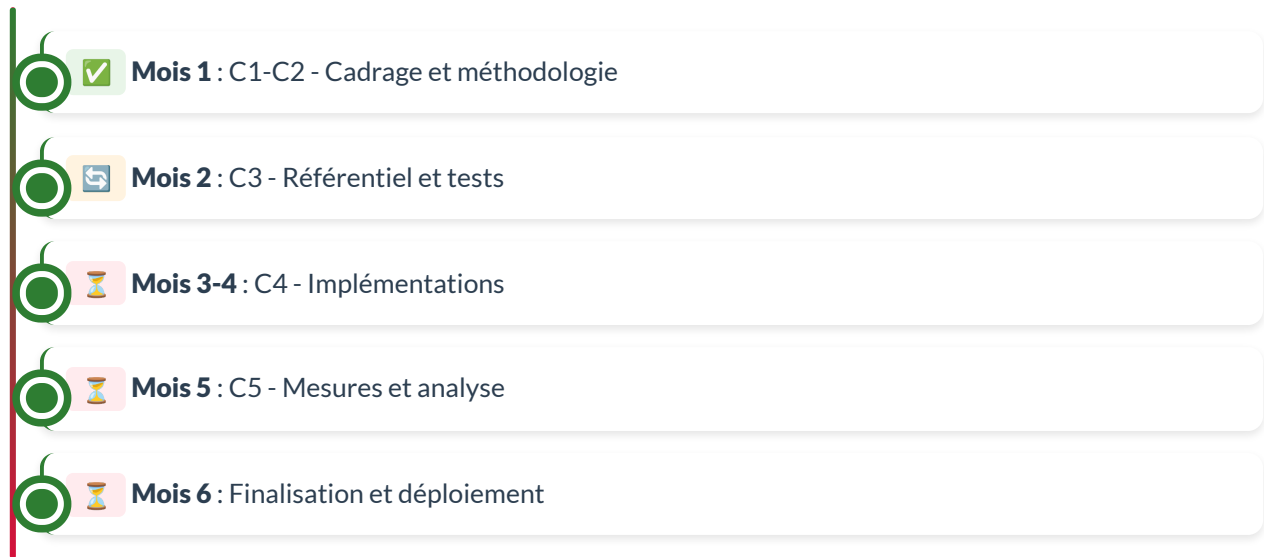 ✅ Mois 1 : C1-C2 - Cadrage et méthodologie
🔄 Mois 2 : C3 - Référentiel et tests
⏳ Mois 3-4 : C4 - Implémentations
⏳ Mois 5 : C5 - Mesures et analyse
⏳ Mois 6 : Finalisation et déploiement